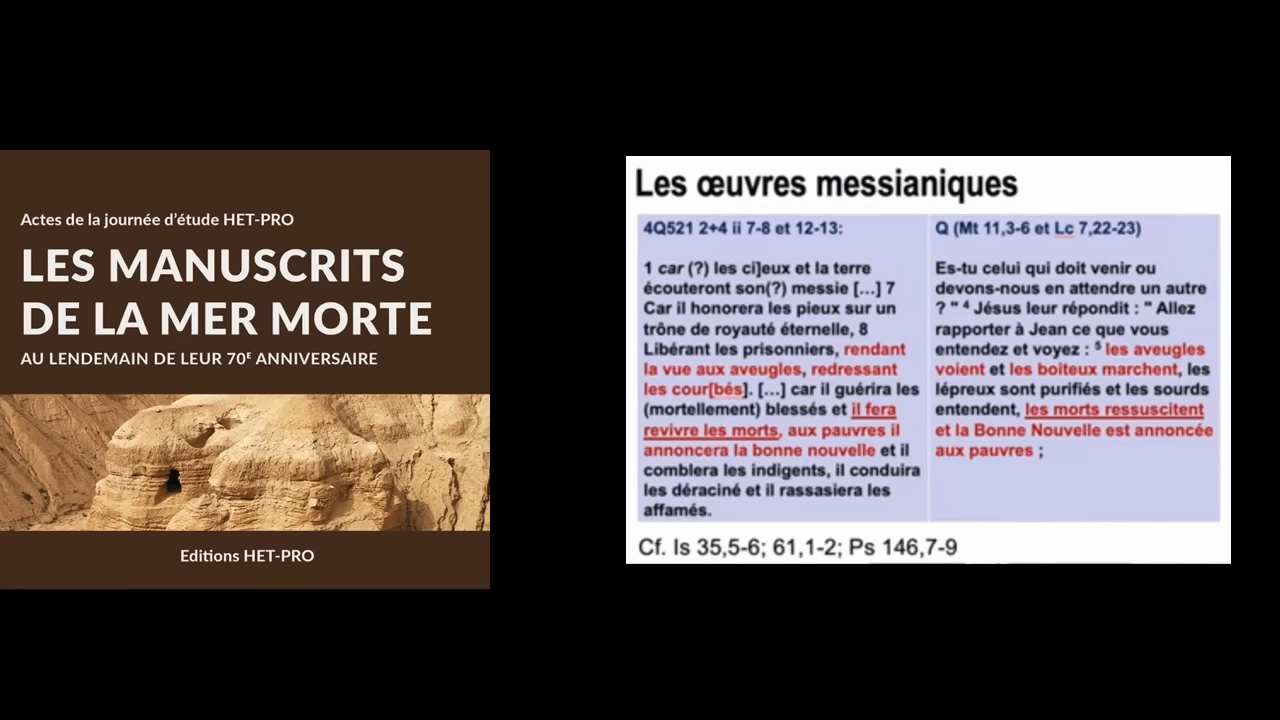 Actes de la journée d'étude HET-PRO
LES MANUSCRITS
DE LA MER MORTE
AU LENDEMAIN DE LEUR 70E ANNIVERSAIRE
Editions HET-PRO
Les œuvres messianiques
4Q521 2+4 ii 7-8 et 12-13:
1 car (?) les ci]eux et la terre
écouteront son(?) messie [...] 7
Car il honorera les pieux sur un
trône de royauté éternelle, 8
Libérant les prisonniers, rendant
la vue aux aveugles, redressant
les cour[bés]. [...] car il guérira les
(mortellement) blessés et il fera
revivre les morts, aux pauvres il
annoncera la bonne nouvelle et il
comblera les indigents, il conduira
les déraciné et il rassasiera les
affamés.
Q (Mt 11,3-6 et Lc 7,22-23)
Es-tu celui qui doit venir ou
devons-nous en attendre un autre
? " 4 Jésus leur répondit : " Allez
rapporter à Jean ce que vous
entendez et voyez : 5 les aveugles
voient et les boiteux marchent, les
lépreux sont purifiés et les sourds
entendent, les morts ressuscitent
et la Bonne Nouvelle est annoncée
aux pauvres ;
Cf. Is 35,5-6; 61,1-2; Ps 146,7-9